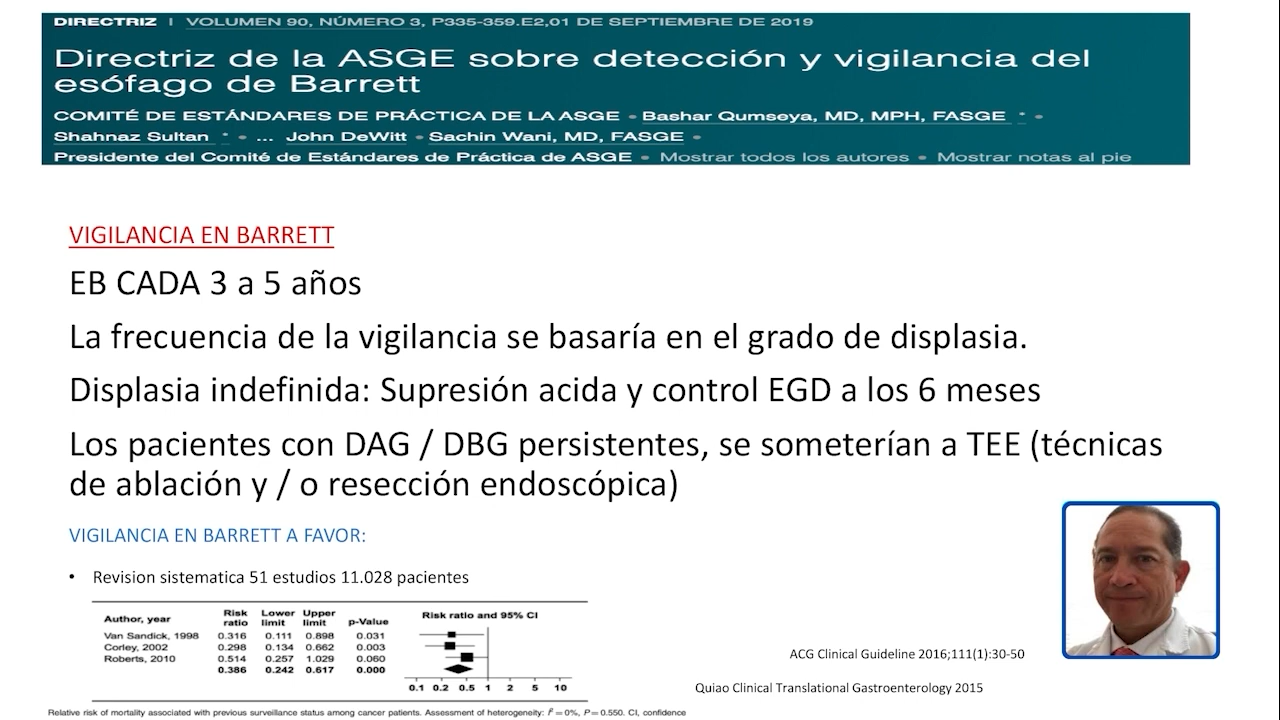 DIRECTRIZ | VOLUMEN 90, NÚMERO 3, P335-359.E2,01 DE SEPTIEMBRE DE 2019
Directriz de la ASGE sobre detección y vigilancia del
esófago de Barrett
COMITÉ DE ESTÁNDARES DE PRÁCTICA DE LA ASGE • Bashar Qumseya, MD, MPH, FASGE * •
Shahnaz Sultan * • ... John DeWitt • Sachin Wani, MD, FASGE •
Presidente del Comité de Estándares de Práctica de ASGE • Mostrar todos los autores • Mostrar notas al pie
VIGILANCIA EN BARRETT
EB CADA 3 a 5 años
La frecuencia de la vigilancia se basaría en el grado de displasia.
Displasia indefinida: Supresión acida y control EGD a los 6 meses
Los pacientes con DAG / DBG persistentes, se someterían a TEE (técnicas
de ablación y / o resección endoscópica)
VIGILANCIA EN BARRETT A FAVOR:
• Revision sistematica 51 estudios 11.028 pacientes
Author, year Risk ratio Lower limit Upper limit p-Value Risk ratio and 95% CI
Van Sandick, 1998 0.316 0.111 0.898 0.031
Corley, 2002 0.298 0.134 0.662 0.003
Roberts, 2010 0.514 0.257 1.029 0.060
0.386 0.242 0.617 0.000
0.1 0.2 0.5 1 2 5 10
Relative risk of mortality associated with previous surveillance status among cancer patients. Assessment of heterogeneity: I² = 0%, P = 0.550. CI, confidence
ACG Clinical Guideline 2016;111(1):30-50
Quiao Clinical Translational Gastroenterology 2015